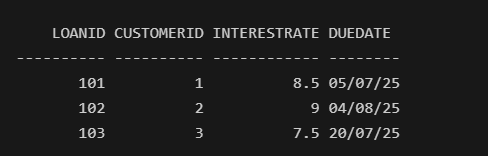 LOANID CUSTOMERID INTERESTRATE DUEDATE
---------- ---------- ------------ --------
101 1 8.5 05/07/25
102 2 9 04/08/25
103 3 7.5 20/07/25